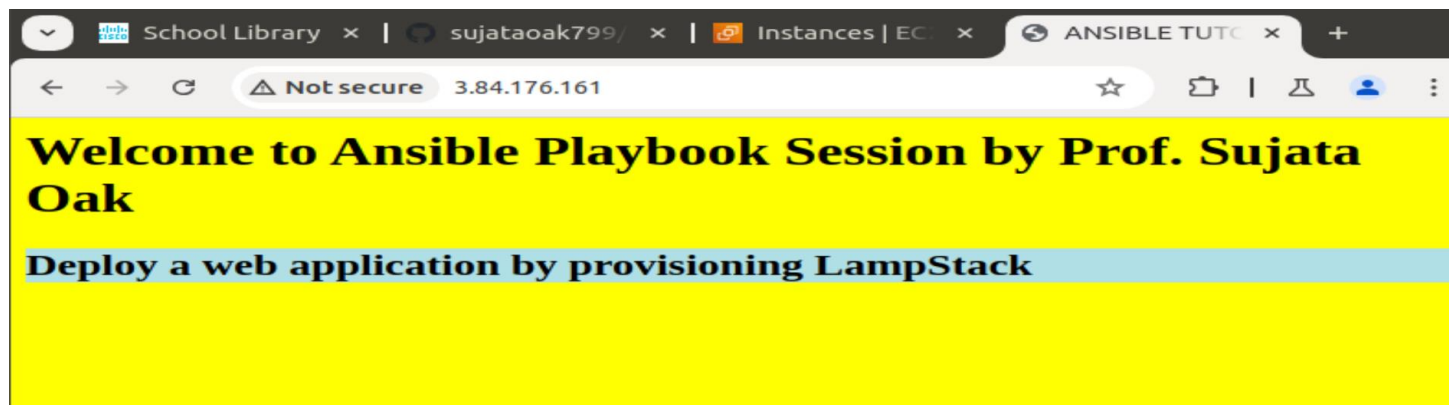 School Library
sujataoak799/
Instances | EC
ANSIBLE TUTO
Not secure 3.84.176.161
Welcome to Ansible Playbook Session by Prof. Sujata
Oak
Deploy a web application by provisioning LampStack